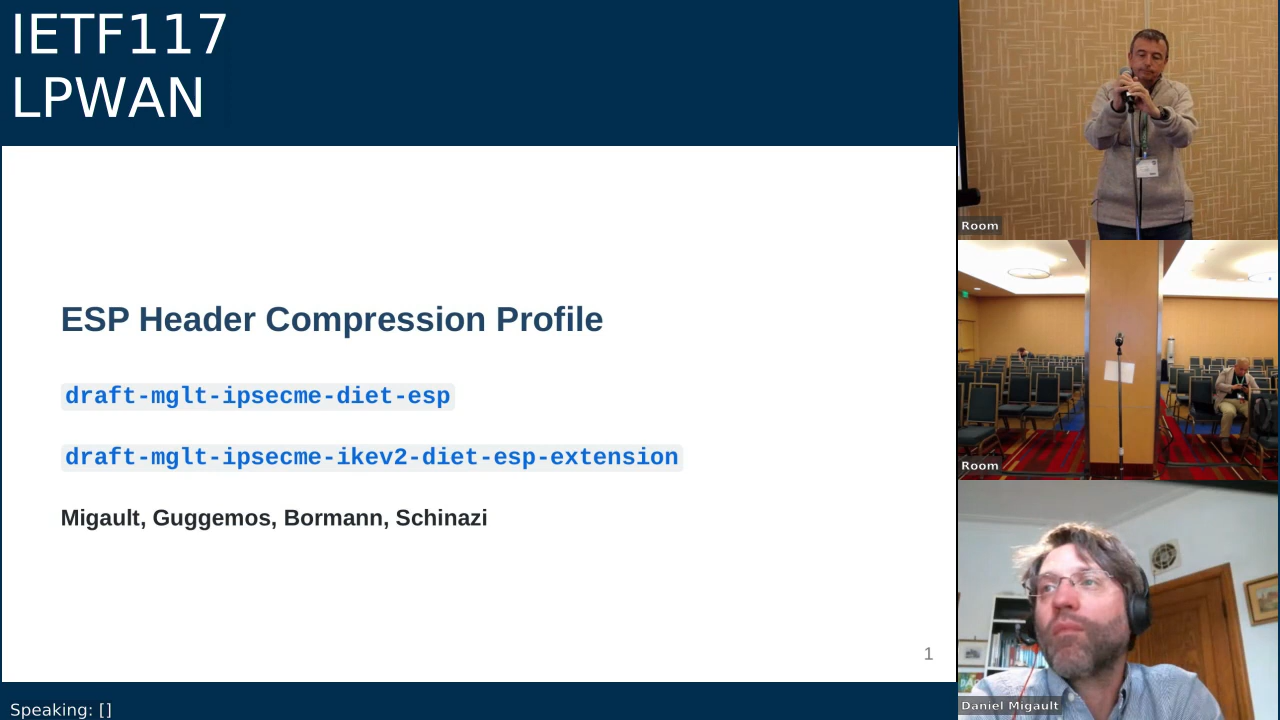 IETF117
LPWAN
ESP Header Compression Profile
draft-mglt-ipsecme-diet-esp
draft-mglt-ipsecme-ikev2-diet-esp-extension
Migault, Guggemos, Bormann, Schinazi
1
Speaking: []
Room
Room
Daniel Migault